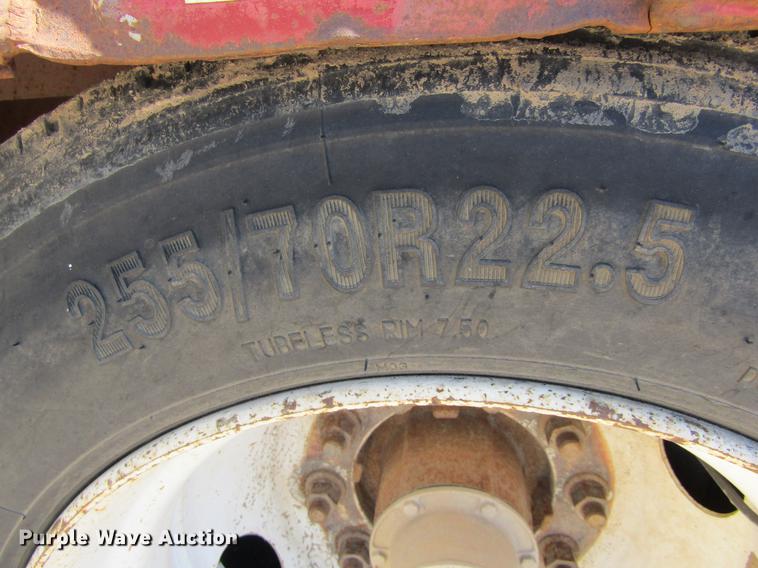 255/70R22.5
TUBELESS RIM 7.50
Purple Wave Auction